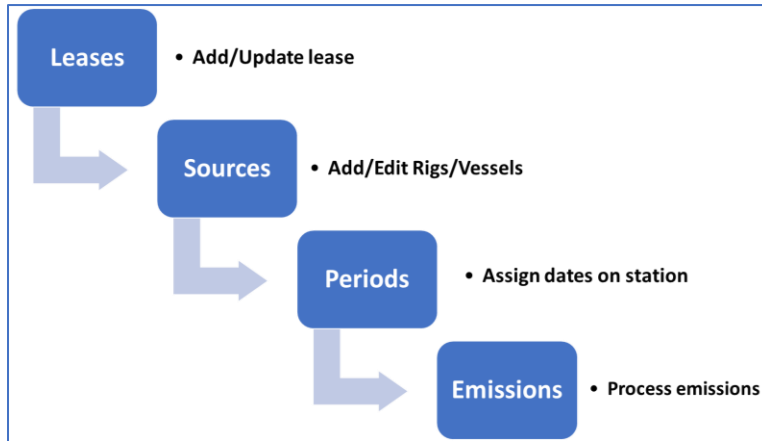 Leases
• Add/Update lease
Sources
• Add/Edit Rigs/Vessels
Periods
• Assign dates on station
Emissions
• Process emissions